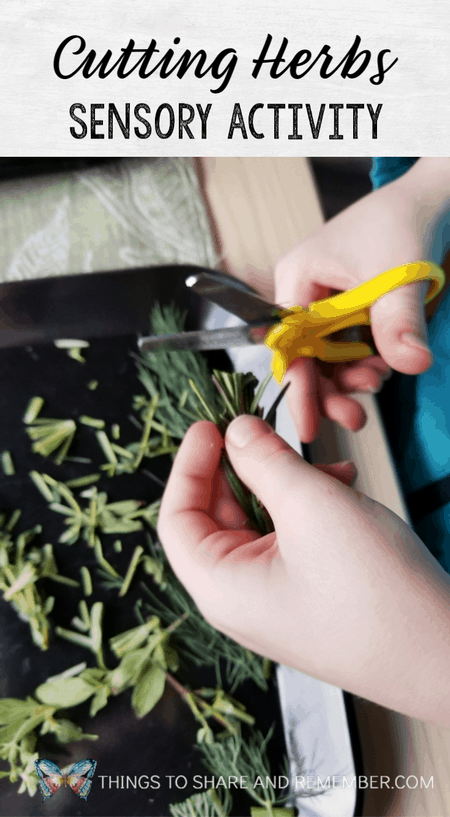 Cutting Herbs
SENSORY ACTIVITY
THINGS TO SHARE AND REMEMBER.COM